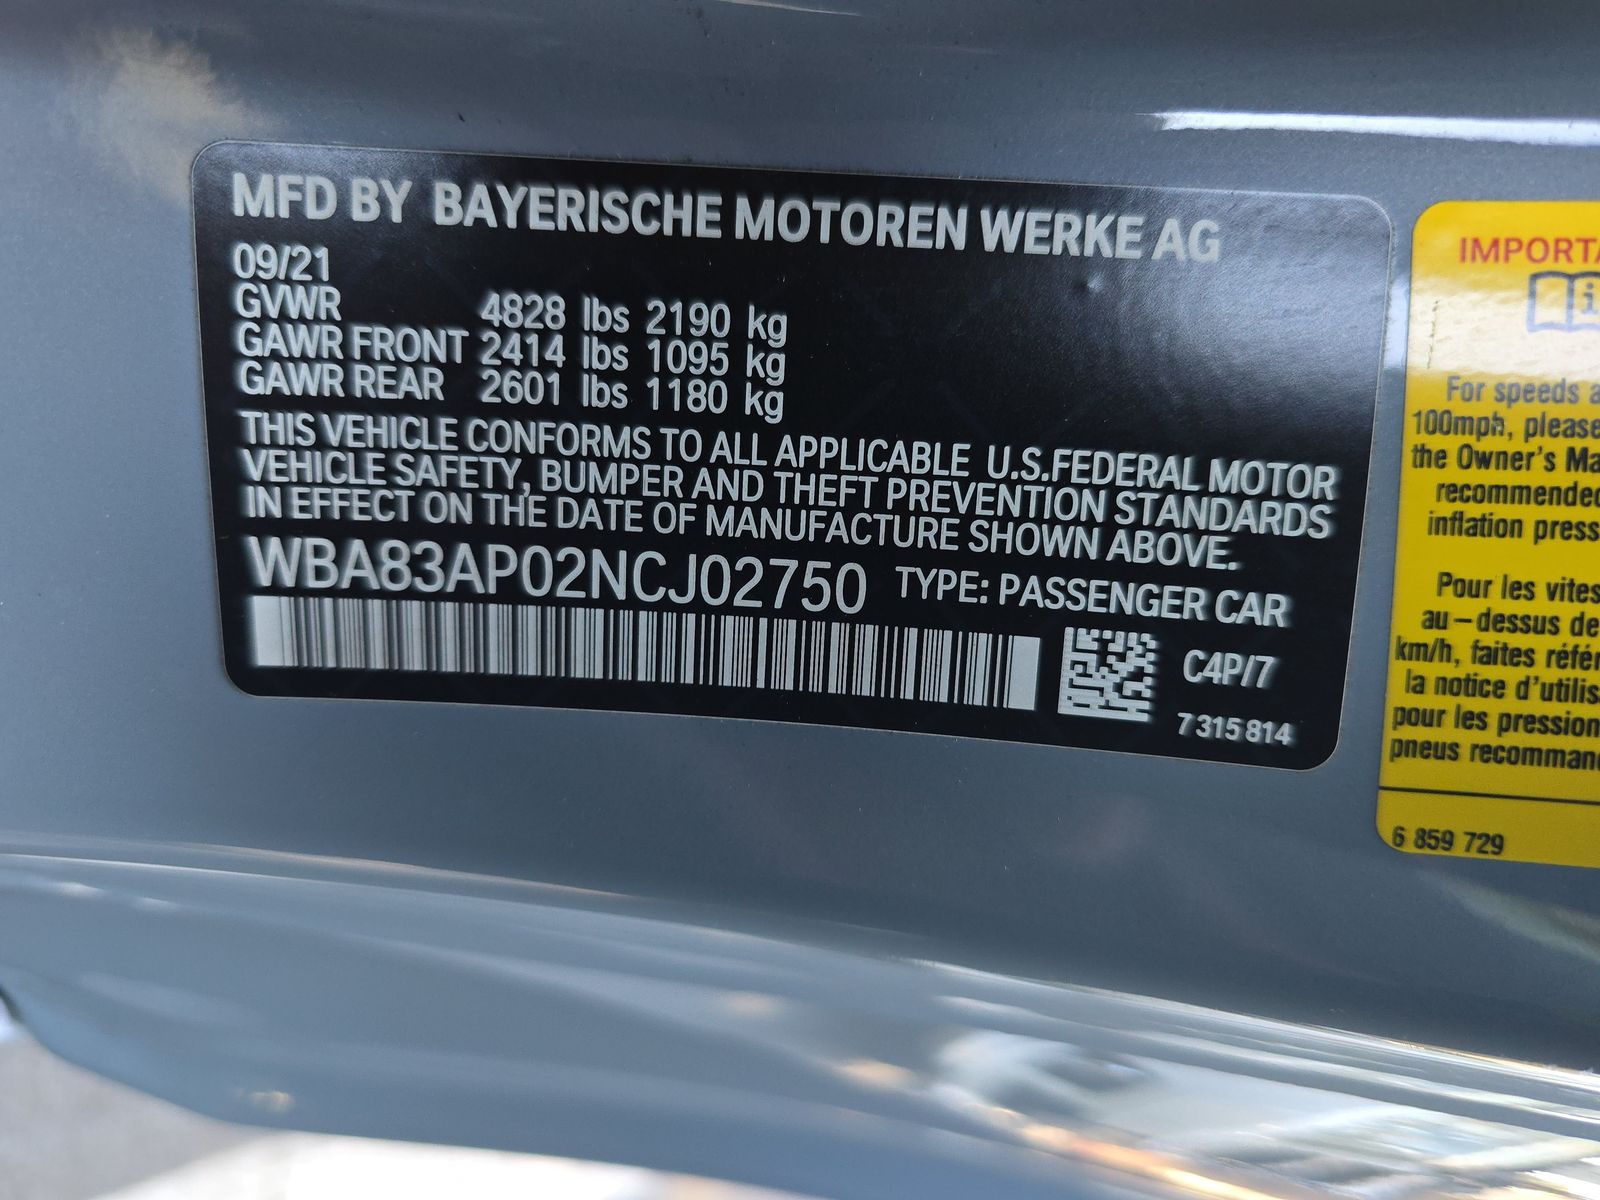 MFD BY BAYERISCHE MOTOREN WERKE AG
09/21
GVWR 4828 lbs 2190 kg
GAWR FRONT 2414 lbs 1095 kg
GAWR REAR 2601 lbs 1180 kg
THIS VEHICLE CONFORMS TO ALL APPLICABLE U.S.FEDERAL MOTOR
VEHICLE SAFETY, BUMPER AND THEFT PREVENTION STANDARDS
IN EFFECT ON THE DATE OF MANUFACTURE SHOWN ABOVE.
WBA83AP02NCJ02750 TYPE: PASSENGER CAR
C4P/7
7 315 814
IMPORTA
i
For speeds a
100mph, please
the Owner's Ma
recommended
inflation press
Pour les vites
au-dessus de
km/h, faites référ
la notice d'utilis
pour les pression
pneus recomman
6 859 729